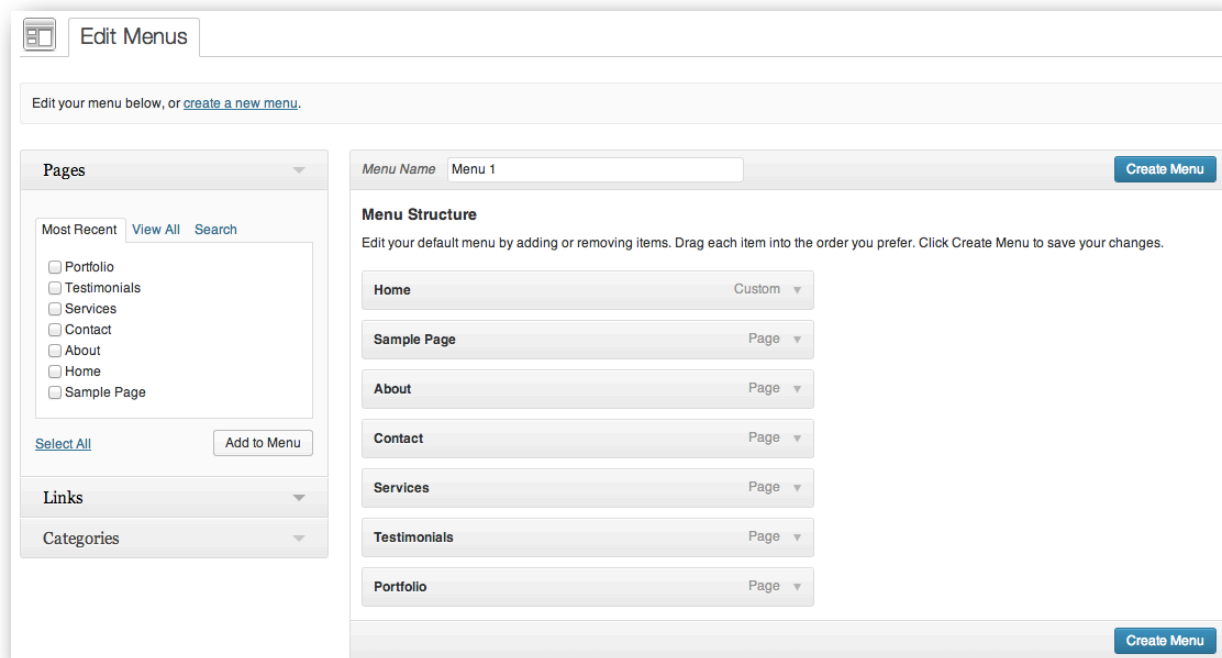 Edit Menus
Edit your menu below, or create a new menu.
Pages
Most Recent View All Search
Portfolio
Testimonials
Services
Contact
About
Home
Sample Page
Select All Add to Menu
Links
Categories
Menu Name Menu 1 Create Menu
Menu Structure
Edit your default menu by adding or removing items. Drag each item into the order you prefer. Click Create Menu to save your changes.
Home Custom
Sample Page Page
About Page
Contact Page
Services Page
Testimonials Page
Portfolio Page
Create Menu